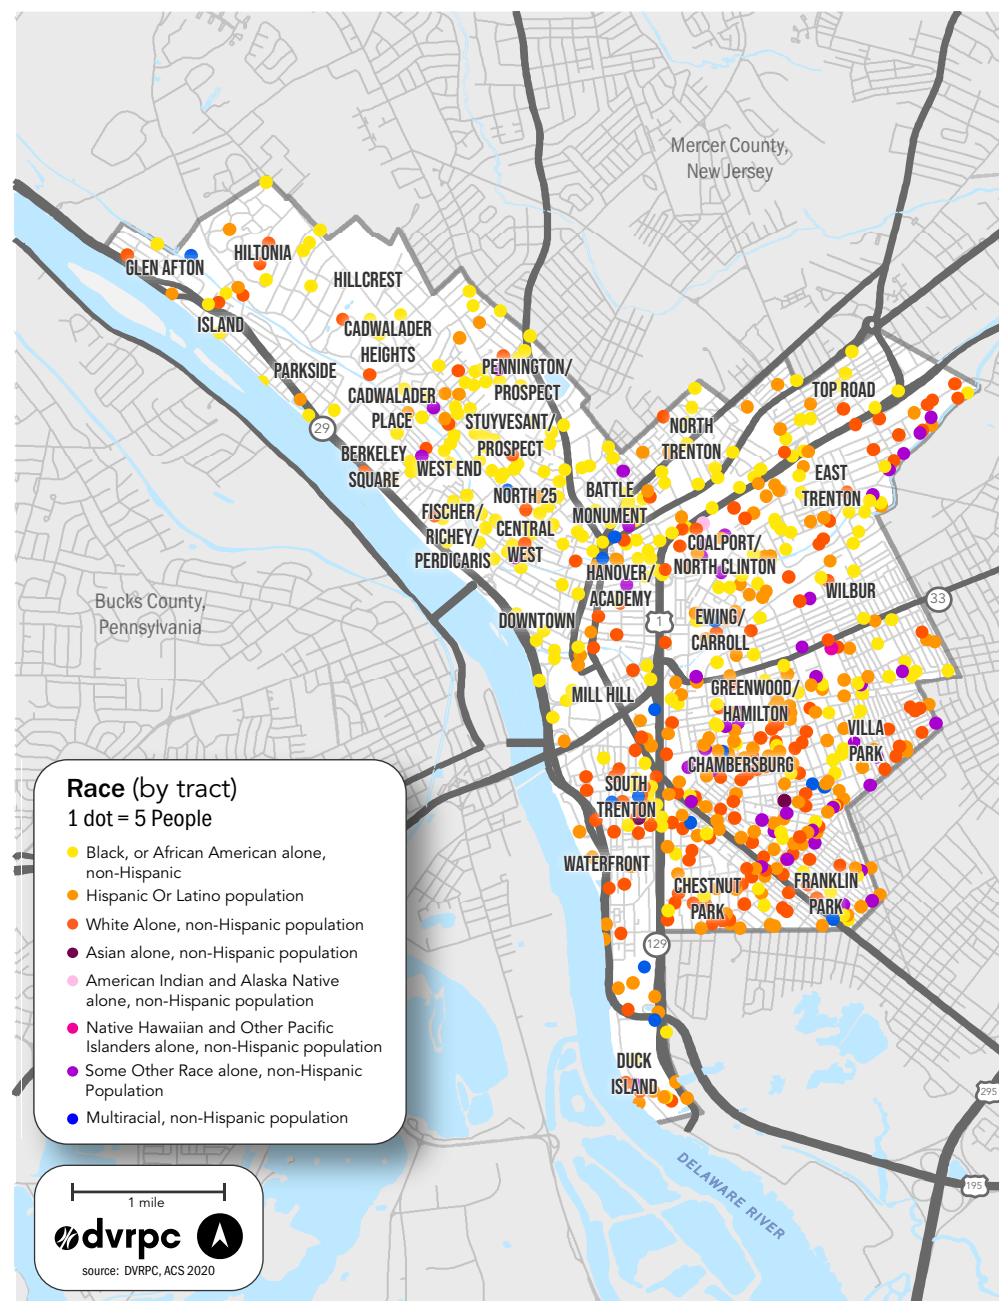 Mercer County,
New Jersey
GLEN AFTON
HILTONIA
HILLCREST
ISLAND
CADWALADER
HEIGHTS
PARKSIDE
PENNINGTON/
PROSPECT
CADWALADER
PLACE
STUYVESANT/
PROSPECT
TOP ROAD
NORTH
TRENTON
29
BERKELEY
SQUARE
WEST END
EAST
TRENTON
BATTLE
MONUMENT
NORTH 25
FISCHER/
RICHEY/
PERDICARIS
CENTRAL
WEST
COALPORT/
NORTH CLINTON
HANOVER/
ACADEMY
WILBUR
33
Bucks County,
Pennsylvania
DOWNTOWN
1
EWING/
CARROLL
MILL HILL
GREENWOOD/
HAMILTON
VILLA
PARK
CHAMBERSBURG
SOUTH
TRENTON
WATERFRONT
CHESTNUT
PARK
FRANKLIN
PARK
129
DUCK
ISLAND
295
195
DELAWARE RIVER
Race (by tract)
1 dot = 5 People
Black, or African American alone,
non-Hispanic
Hispanic Or Latino population
White Alone, non-Hispanic population
Asian alone, non-Hispanic population
American Indian and Alaska Native
alone, non-Hispanic population
Native Hawaiian and Other Pacific
Islanders alone, non-Hispanic population
Some Other Race alone, non-Hispanic
Population
Multiracial, non-Hispanic population
1 mile
dvrpc
source: DVRPC, ACS 2020